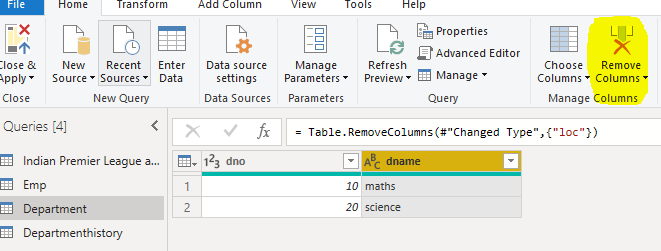 File Home Transform Add Column View Tools Help
Close & Apply New Source Recent Sources Enter Data Data source settings Manage Parameters Refresh Preview Properties Advanced Editor Manage Choose Columns Remove Columns
Close New Query Data Sources Parameters Query Manage Columns
Queries [4]
= Table.RemoveColumns(#"Changed Type",{"loc"})
Indian Premier League a...
Emp
Department
Departmenthistory
1²3 dno ABC dname
1 10 maths
2 20 science